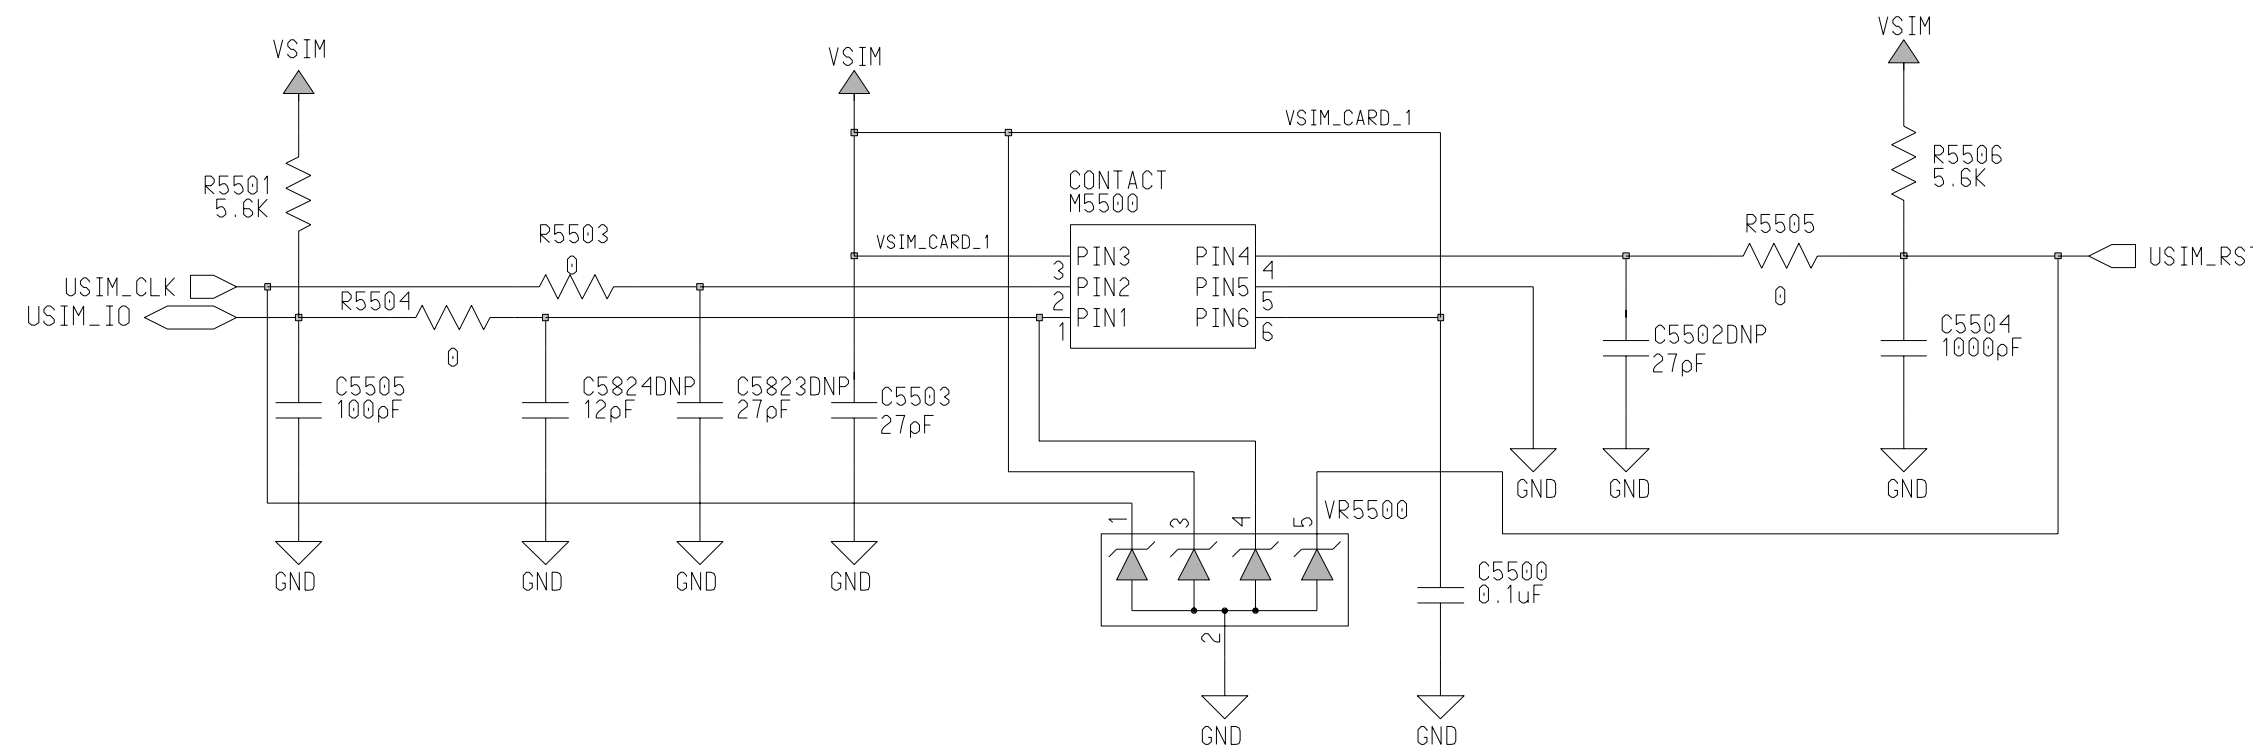 VSIM
VSIM
VSIM
VSIM_CARD_1
R5506
5.6K
R5501
5.6K
CONTACT
M5500
R5503
0
R5505
0
VSIM_CARD_1
PIN3
3
PIN2
2
PIN1
1
PIN4
4
PIN5
5
PIN6
6
USIM_CLK
USIM_IO
R5504
0
USIM_RS
C5502DNP
27pF
C5504
1000pF
C5505
100pF
C5824DNP
12pF
C5823DNP
27pF
C5503
27pF
GND
GND
GND
1
3
4
5
VR5500
GND
GND
GND
GND
C5500
0.1uF
2
GND
GND